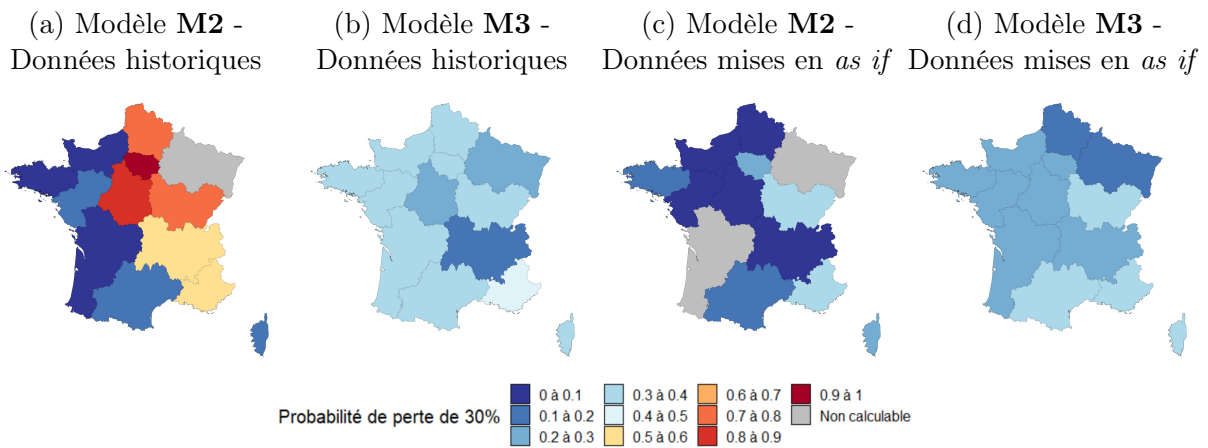 (a) Modèle M2 -
Données historiques
(b) Modèle M3 -
Données historiques
(c) Modèle M2 -
Données mises en as if
(d) Modèle M3 -
Données mises en as if
Probabilité de perte de 30%
0 à 0.1
0.1 à 0.2
0.2 à 0.3
0.3 à 0.4
0.4 à 0.5
0.5 à 0.6
0.6 à 0.7
0.7 à 0.8
0.8 à 0.9
0.9 à 1
Non calculable